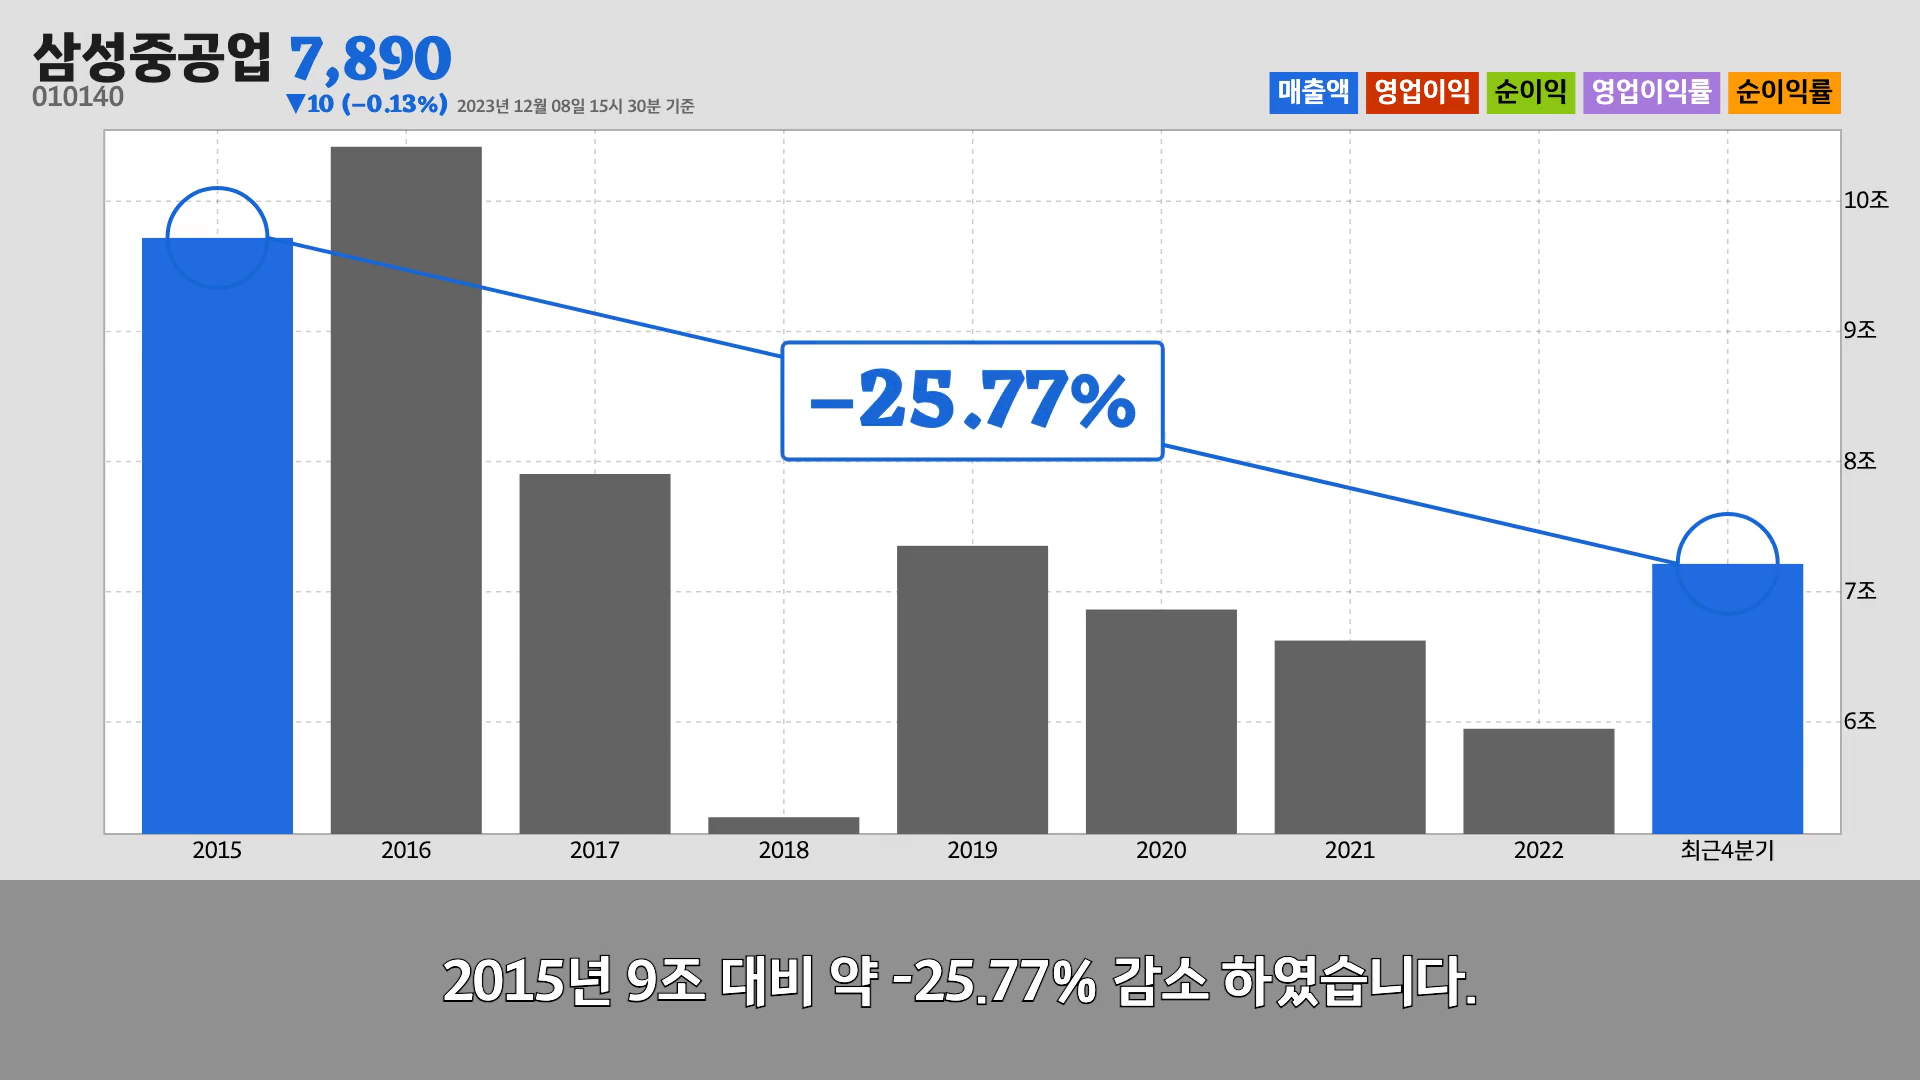 삼성중공업 7,890
010140 ▼10 (−0.13%) 2023년 12월 08일 15시 30분 기준
매출액 영업이익 순이익 영업이익률 순이익률
10조
9조
−25.77%
8조
7조
6조
2015 2016 2017 2018 2019 2020 2021 2022 최근4분기
2015년 9조 대비 약 -25.77% 감소 하였습니다.